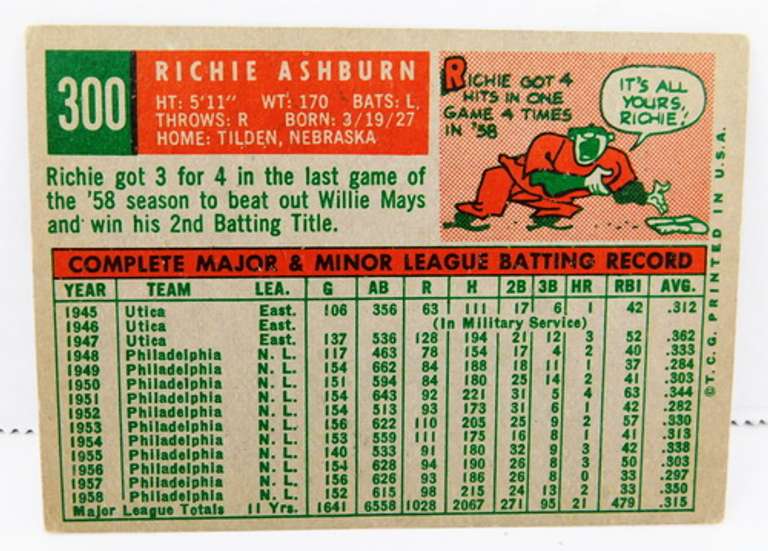 300
RICHIE ASHBURN
HT: 5'11" WT: 170 BATS: L.
THROWS: R BORN: 3/19/27
HOME: TILDEN, NEBRASKA
Richie got 3 for 4 in the last game of
the '58 season to beat out Willie Mays
and win his 2nd Batting Title.
RICHIE GOT 4
HITS IN ONE
GAME 4 TIMES
IN '58
IT'S ALL
YOURS,
RICHIE!
COMPLETE MAJOR & MINOR LEAGUE BATTING RECORD
YEAR TEAM LEA. G AB R H 2B 3B HR RBI AVG.
1945 Utica East. 106 356 63 111 17 6 1 42 .312
1946 Utica East. (In Military Service)
1947 Utica East. 137 536 128 194 21 12 3 52 .362
1948 Philadelphia N. L. 117 463 78 154 17 4 2 40 .333
1949 Philadelphia N. L. 154 662 84 188 18 11 1 37 .284
1950 Philadelphia N. L. 151 594 84 180 25 14 2 41 .303
1951 Philadelphia N. L. 154 643 92 221 31 5 4 63 .344
1952 Philadelphia N. L. 154 513 93 173 31 6 1 42 .282
1953 Philadelphia N. L. 156 622 110 205 25 9 2 57 .330
1954 Philadelphia N. L. 153 559 111 175 16 8 1 41 .313
1955 Philadelphia N. L. 140 533 91 180 32 9 3 42 .338
1956 Philadelphia N. L. 154 628 94 190 26 8 3 50 .303
1957 Philadelphia N. L. 156 626 93 186 26 8 0 33 .297
1958 Philadelphia N. L. 152 615 98 215 24 13 2 33 .350
Major League Totals 11 Yrs. 1641 6558 1028 2067 271 95 21 479 .315
© T. C. G. PRINTED IN U.S.A.